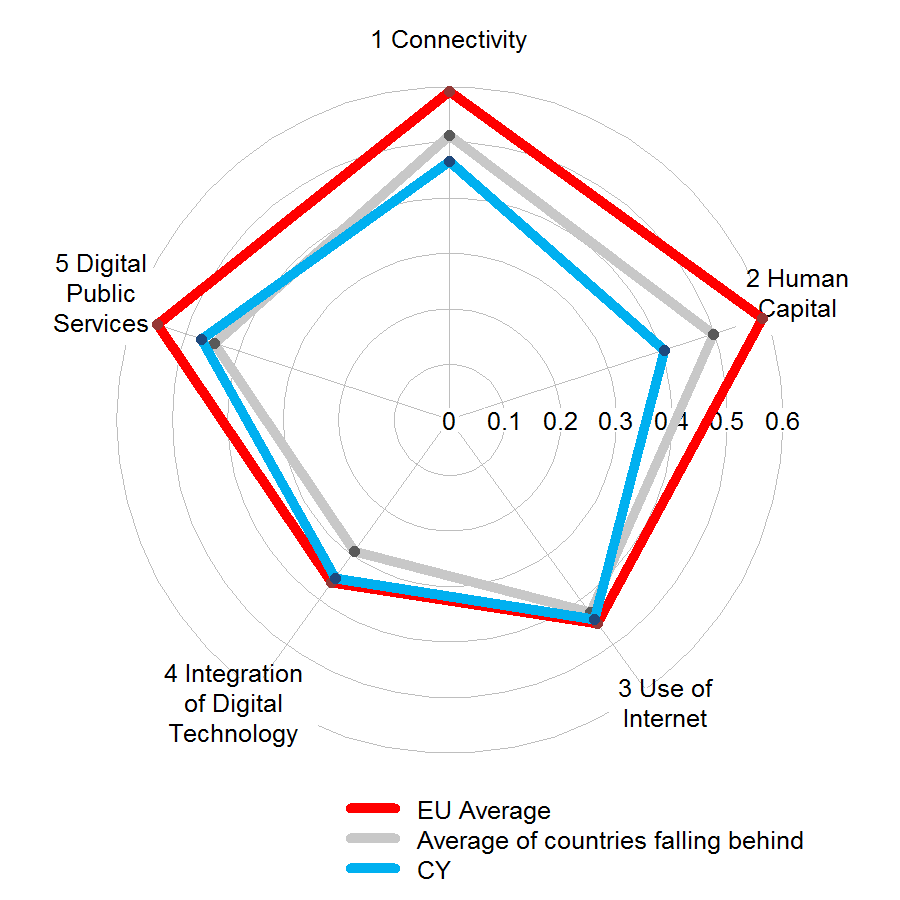 1 Connectivity
5 Digital
Public
Services
2 Human
Capital
0 0.1 0.2 0.3 0.4 0.5 0.6
4 Integration
of Digital
Technology
3 Use of
Internet
EU Average
Average of countries falling behind
CY